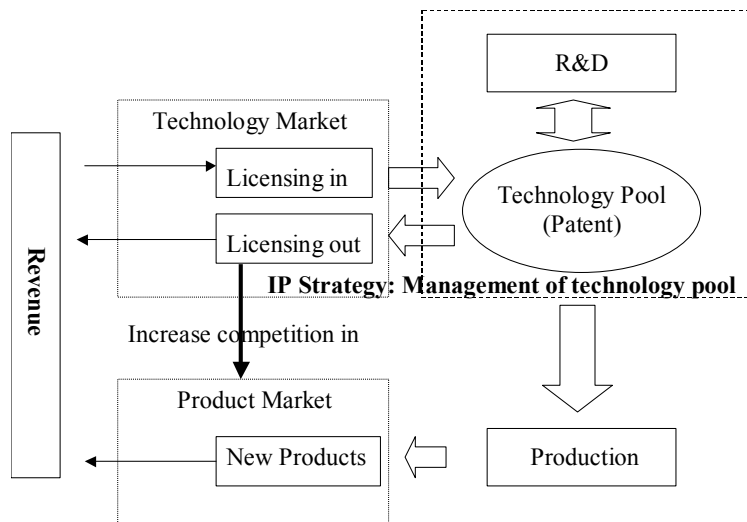 R&D
Technology Market
Licensing in
Technology Pool
(Patent)
Licensing out
Revenue
IP Strategy: Management of technology pool
Increase competition in
Product Market
New Products
Production